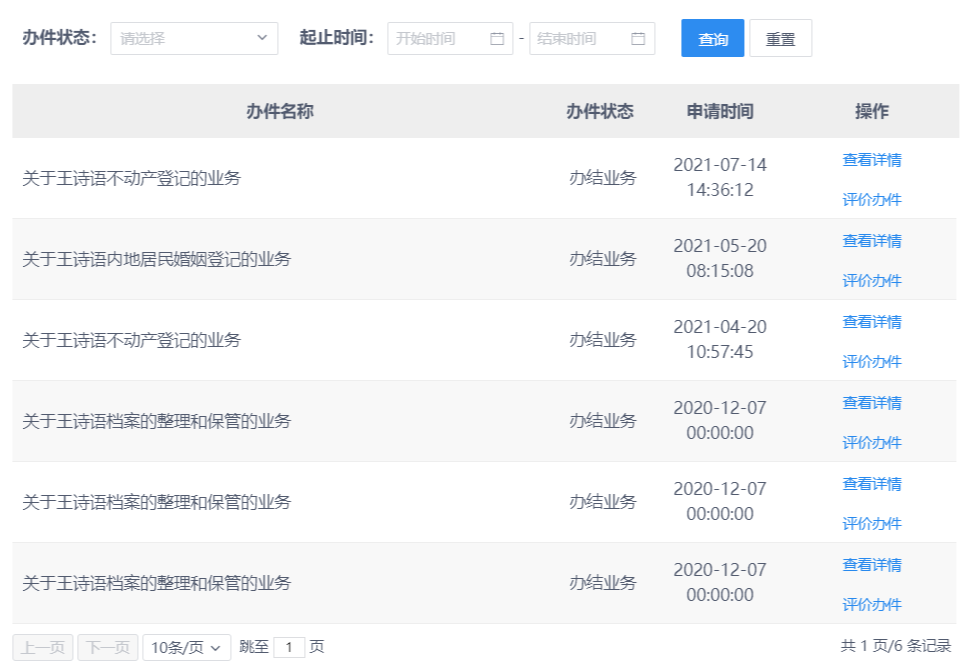 办件状态： 请选择 起止时间： 开始时间 - 结束时间 查询 重置
办件名称 办件状态 申请时间 操作
关于王诗语不动产登记的业务 办结业务 2021-07-14 14:36:12 查看详情 评价办件
关于王诗语内地居民婚姻登记的业务 办结业务 2021-05-20 08:15:08 查看详情 评价办件
关于王诗语不动产登记的业务 办结业务 2021-04-20 10:57:45 查看详情 评价办件
关于王诗语档案的整理和保管的业务 办结业务 2020-12-07 00:00:00 查看详情 评价办件
关于王诗语档案的整理和保管的业务 办结业务 2020-12-07 00:00:00 查看详情 评价办件
关于王诗语档案的整理和保管的业务 办结业务 2020-12-07 00:00:00 查看详情 评价办件
上一页 下一页 10条/页 跳至 1 页 共 1 页/6 条记录